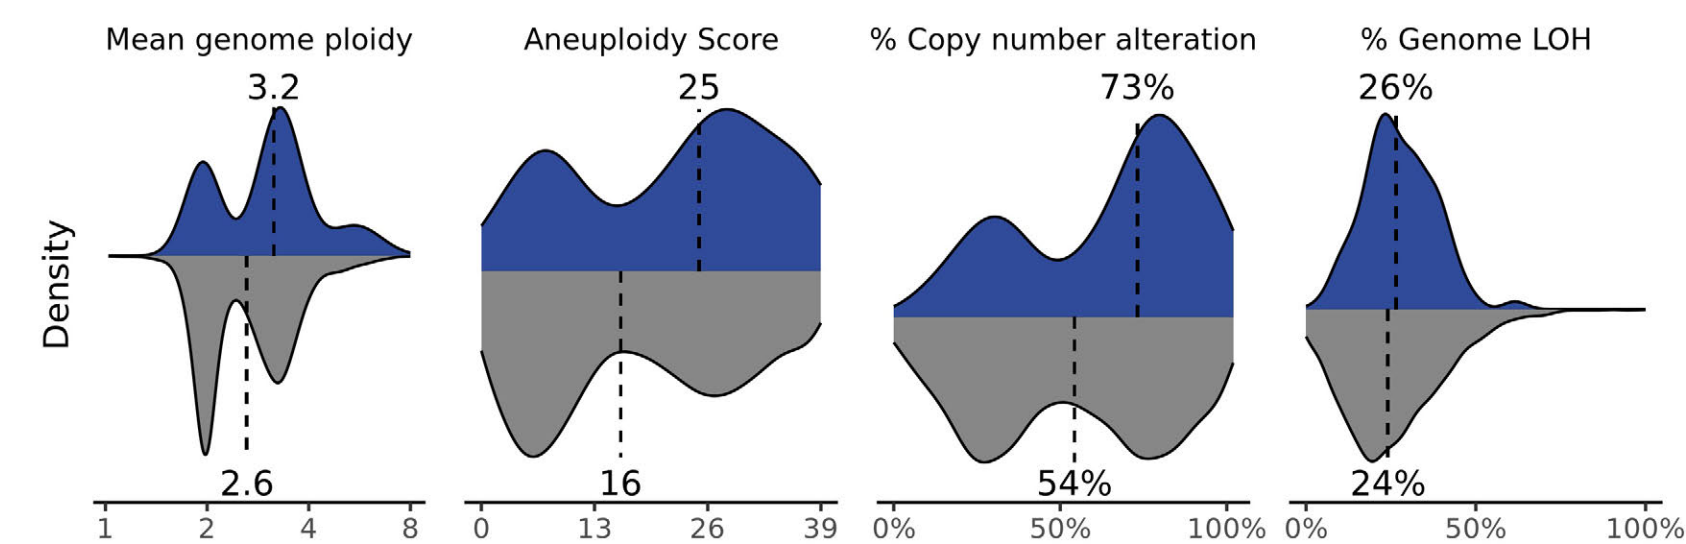 Mean genome ploidy
Aneuploidy Score
% Copy number alteration
% Genome LOH
3.2
25
73%
26%
Density
2.6
16
54%
24%
1 2 4 8
0 13 26 39
0% 50% 100%
0% 50% 100%